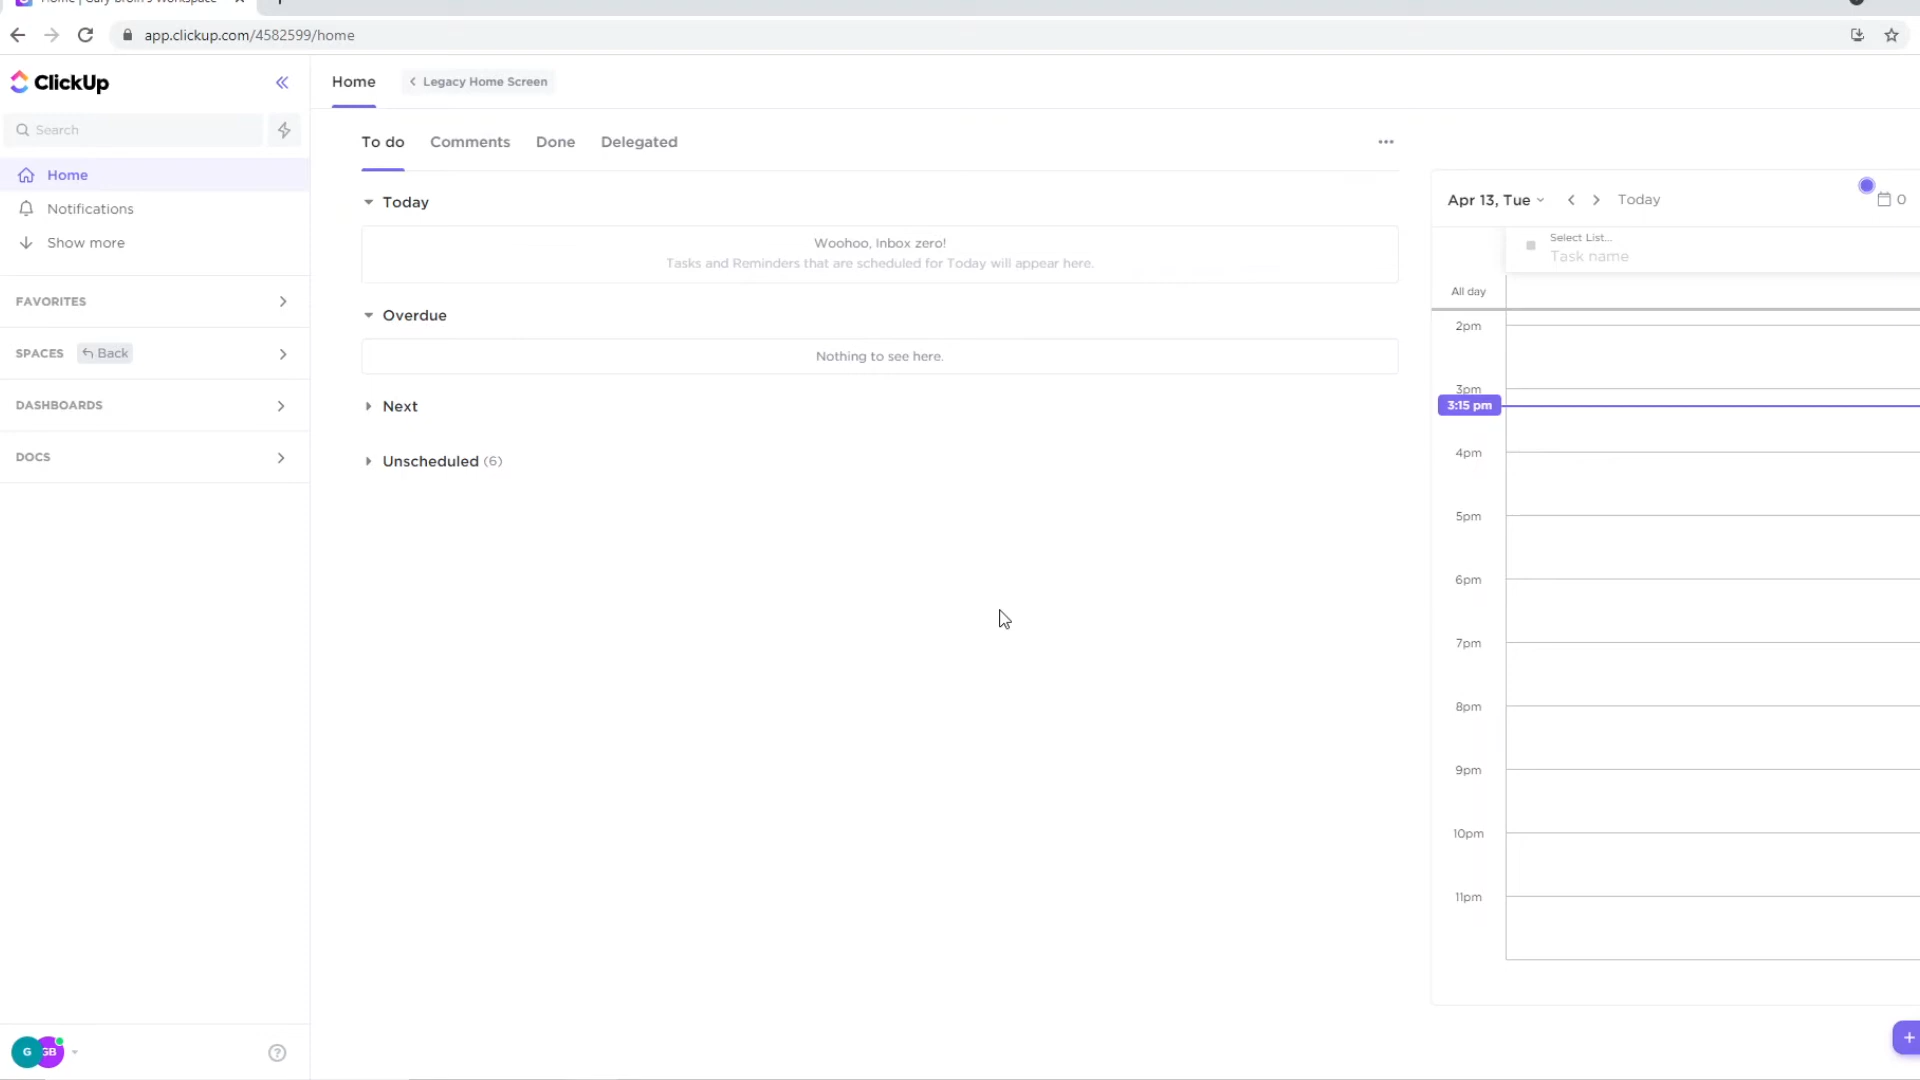 app.clickup.com/4582599/home
ClickUp
Search
Home
Notifications
Show more
FAVORITES
SPACES Back
DASHBOARDS
DOCS
G GB
Home Legacy Home Screen
To do Comments Done Delegated
Today
Woohoo, Inbox zero!
Tasks and Reminders that are scheduled for Today will appear here.
Overdue
Nothing to see here.
Next
Unscheduled (6)
Apr 13, Tue Today 0
Select List...
Task name
All day
2pm
3pm
3:15 pm
4pm
5pm
6pm
7pm
8pm
9pm
10pm
11pm